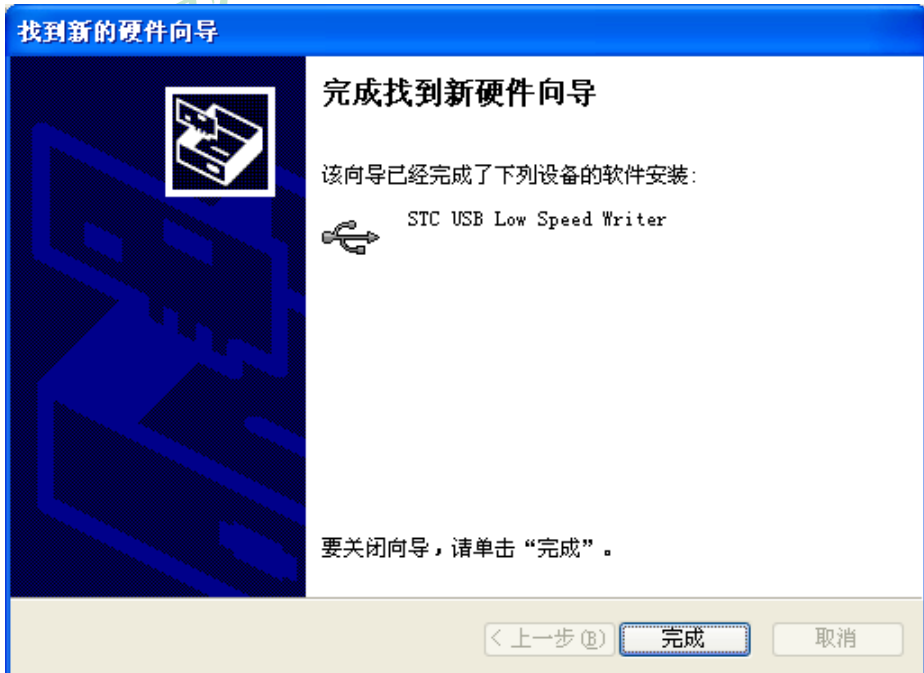 找到新的硬件向导
完成找到新硬件向导
该向导已经完成了下列设备的软件安装:
STC USB Low Speed Writer
要关闭向导，请单击“完成”。
< 上一步(B)
完成
取消